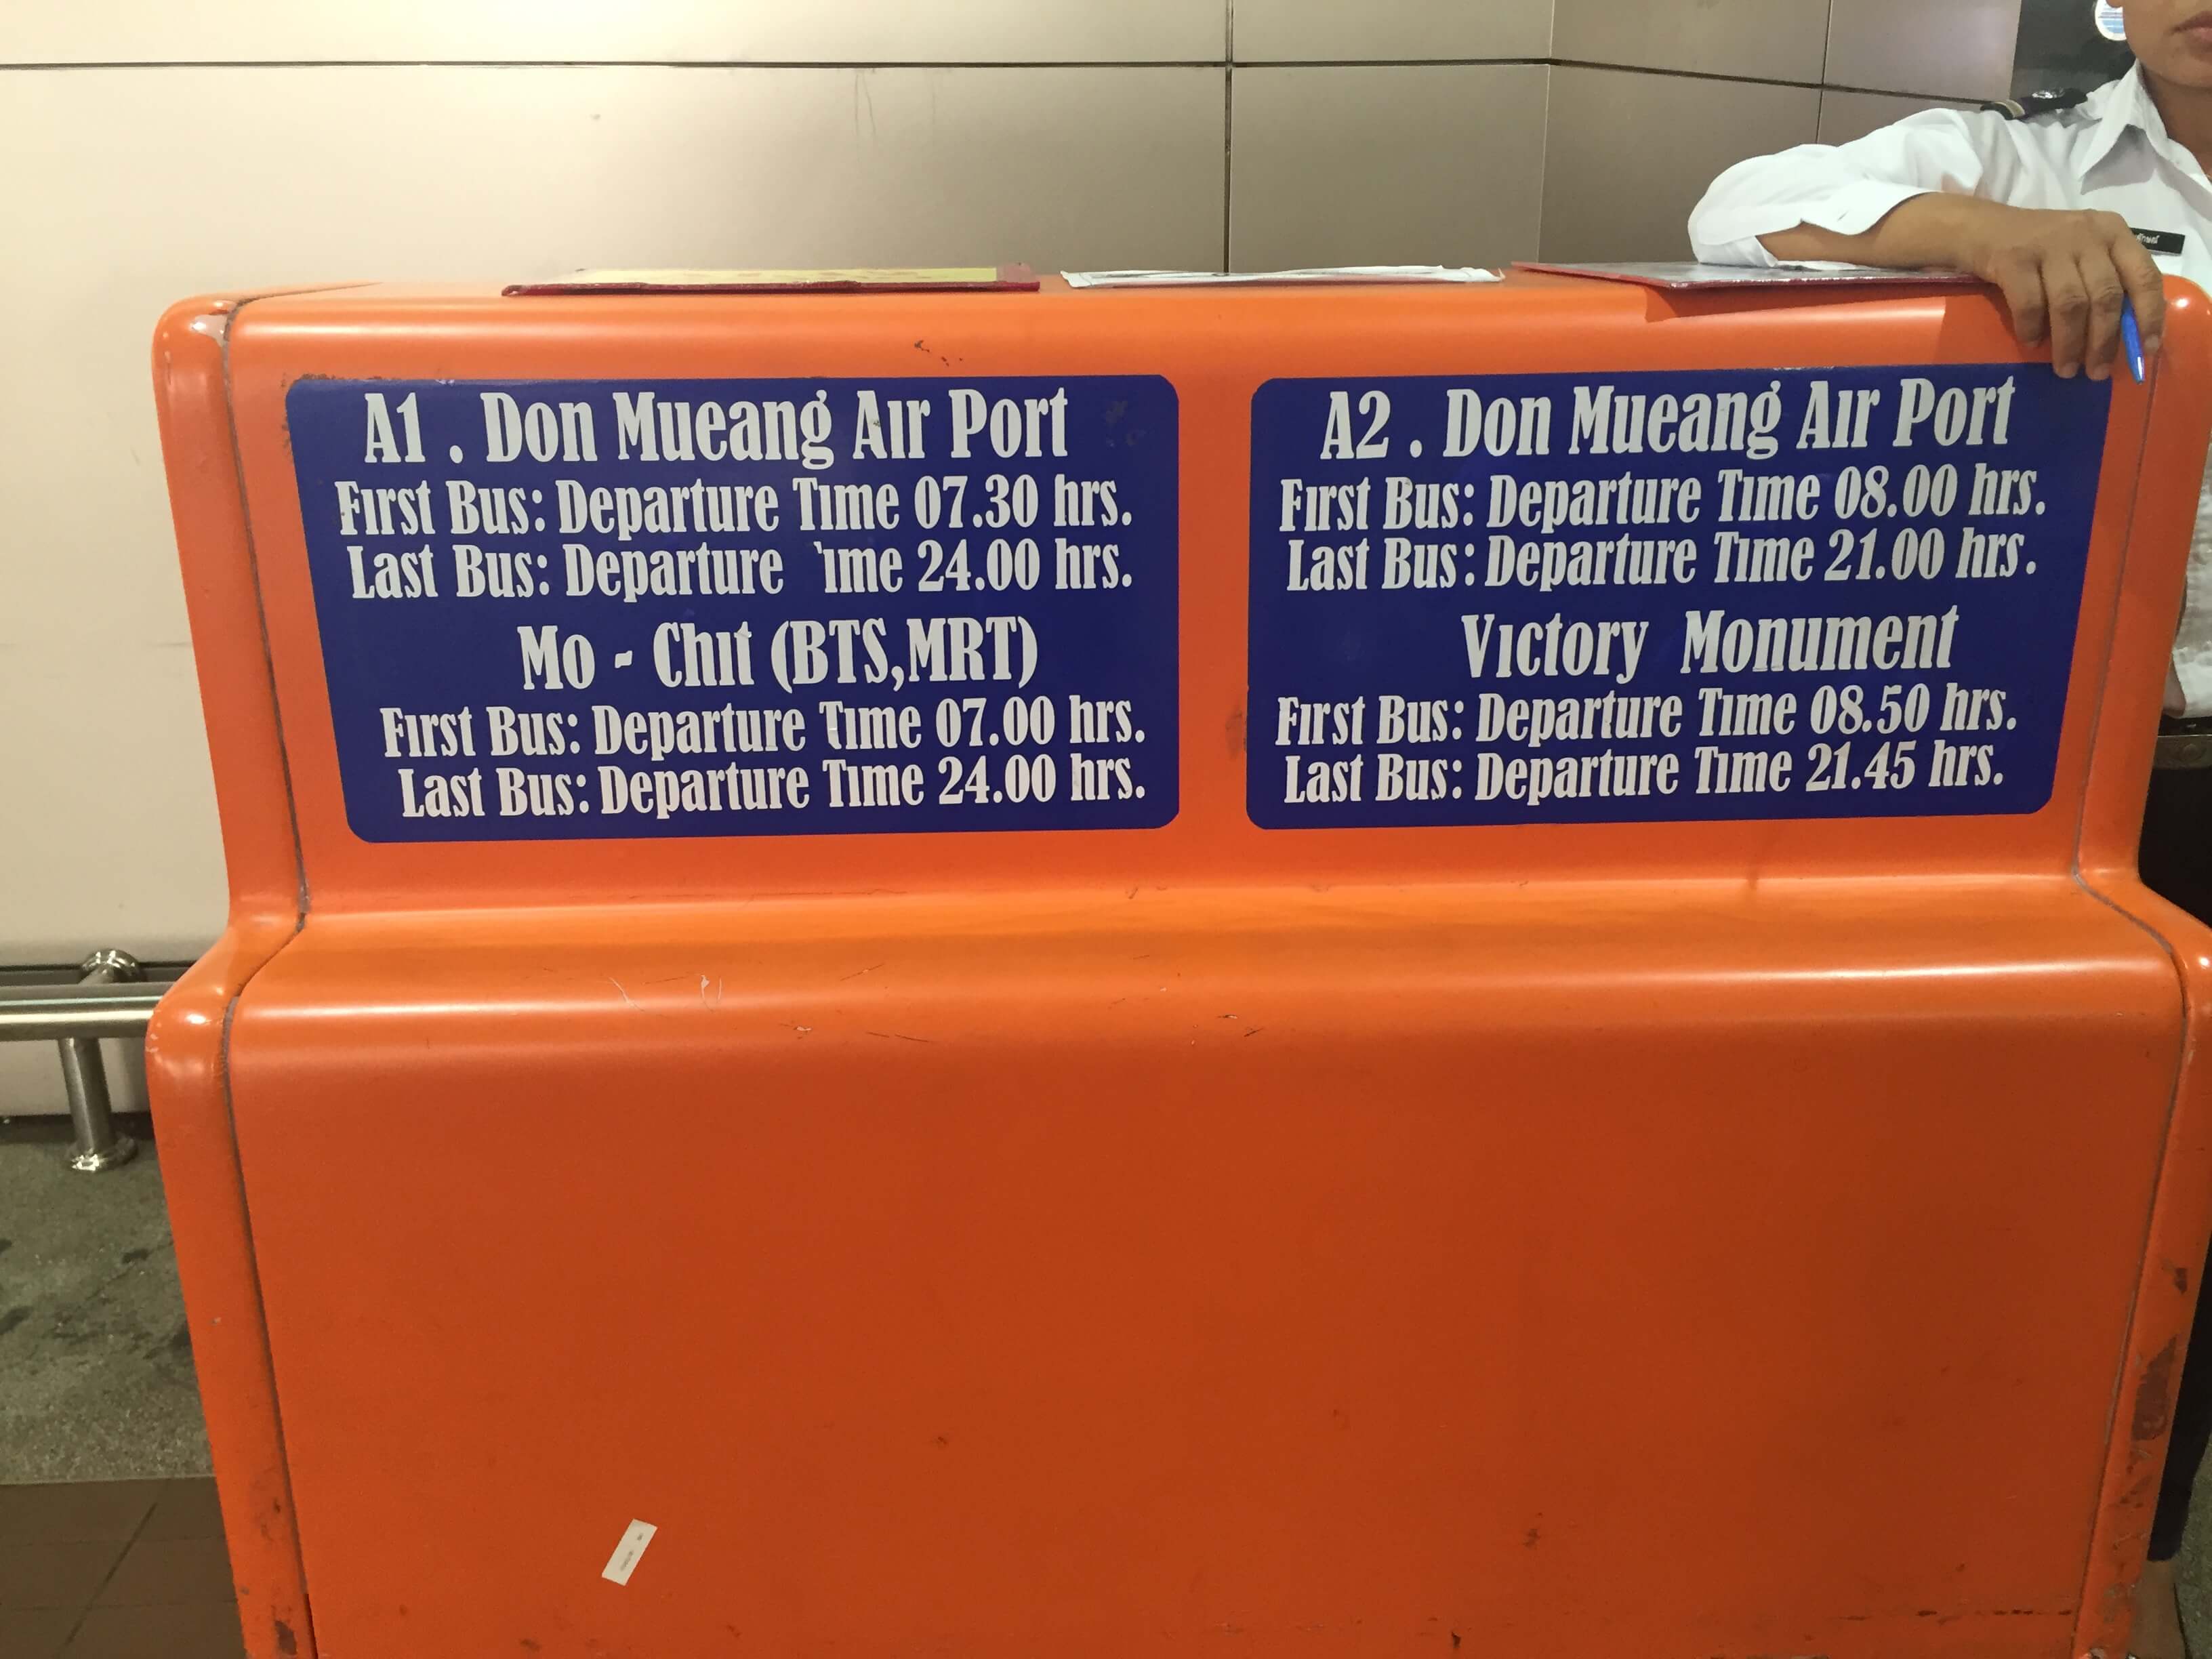 A1 . Don Mueang Air Port
First Bus: Departure Time 07.30 hrs.
Last Bus: Departure ime 24.00 hrs.
Mo - Chit (BTS,MRT)
First Bus: Departure Time 07.00 hrs.
Last Bus: Departure Time 24.00 hrs.
A2 . Don Mueang Air Port
First Bus: Departure Time 08.00 hrs.
Last Bus: Departure Time 21.00 hrs.
Victory Monument
First Bus: Departure Time 08.50 hrs.
Last Bus: Departure Time 21.45 hrs.